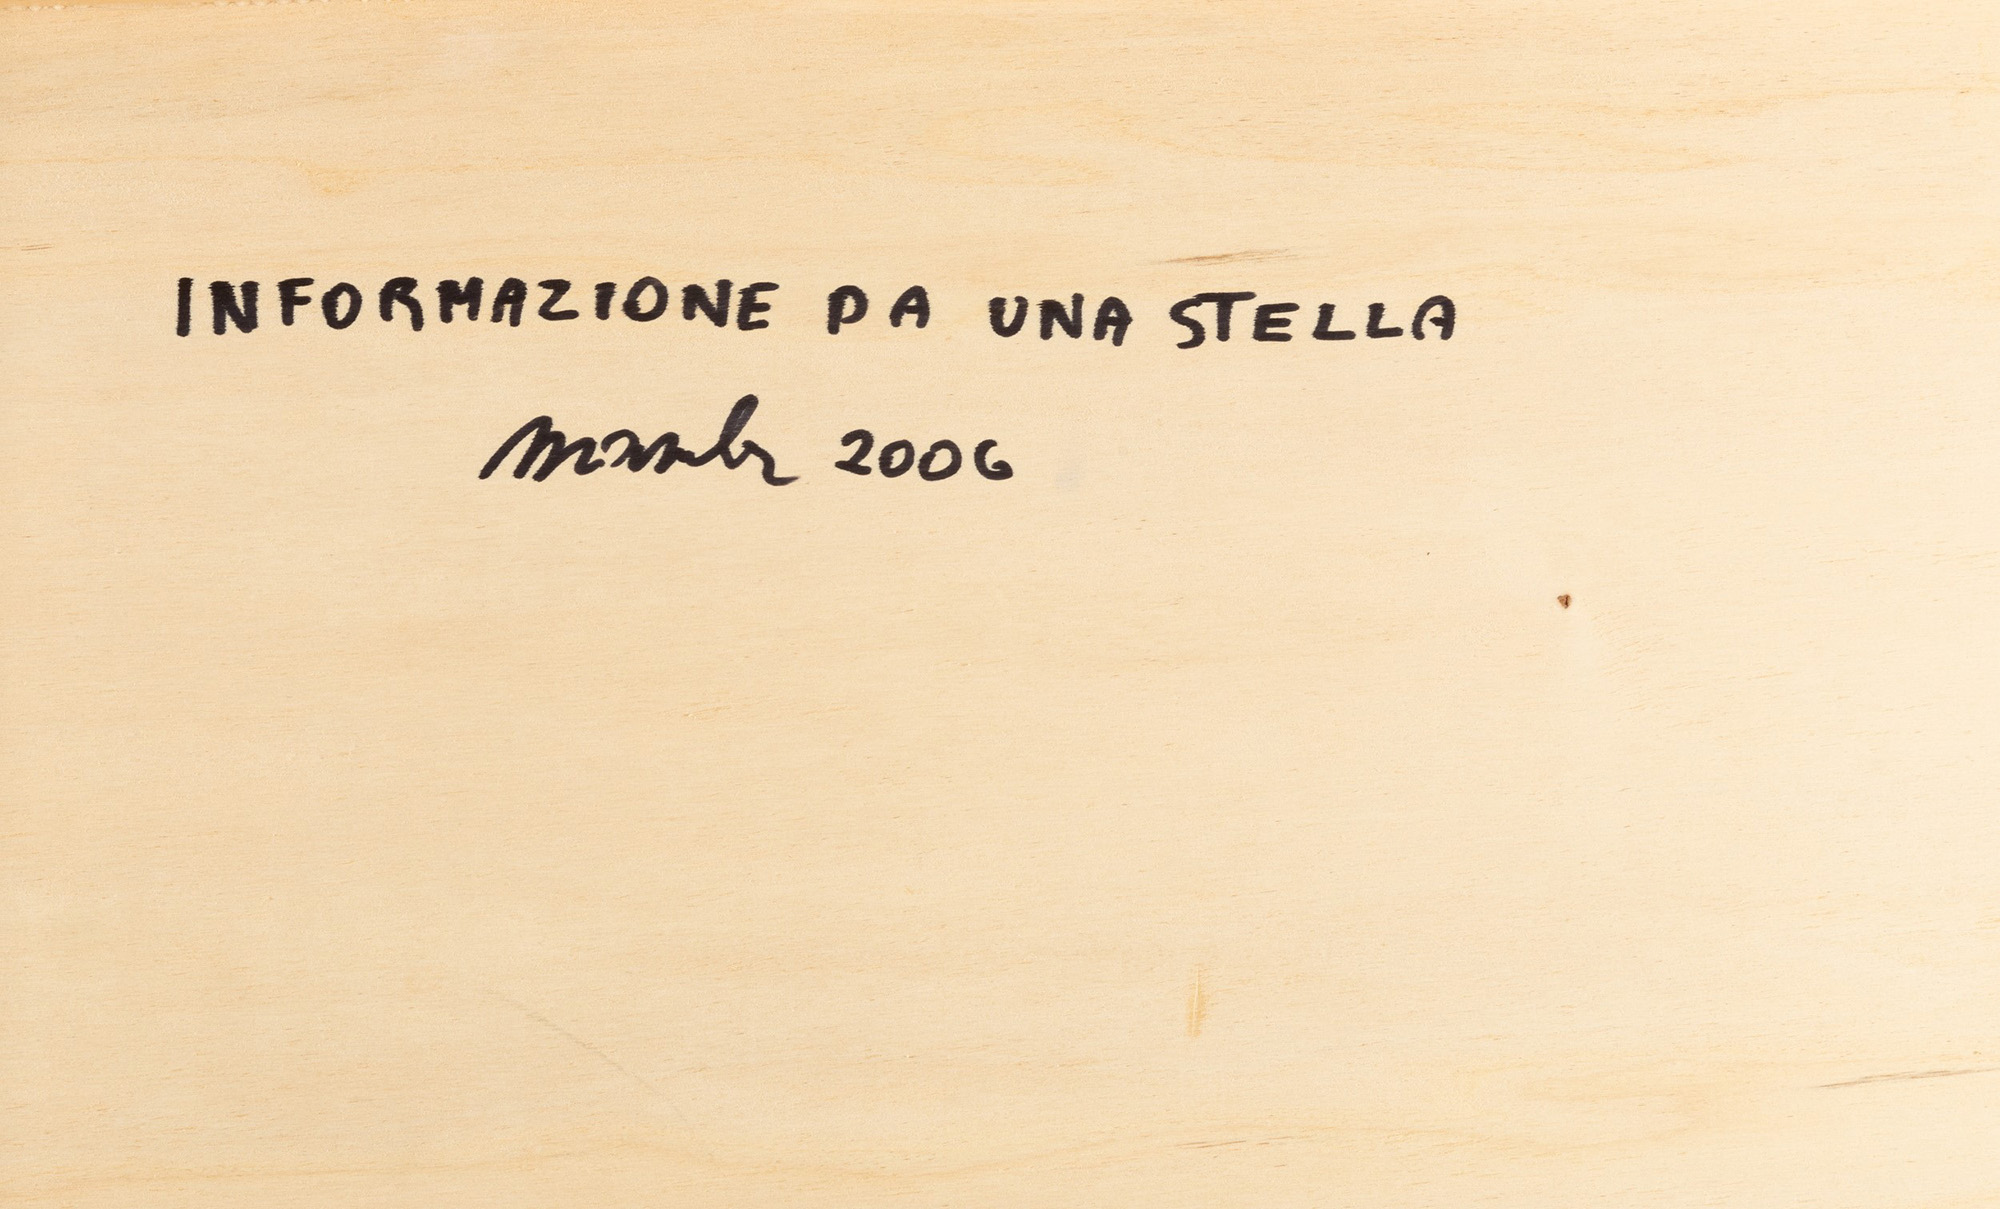 INFORMAZIONE DA UNA STELLA
2006